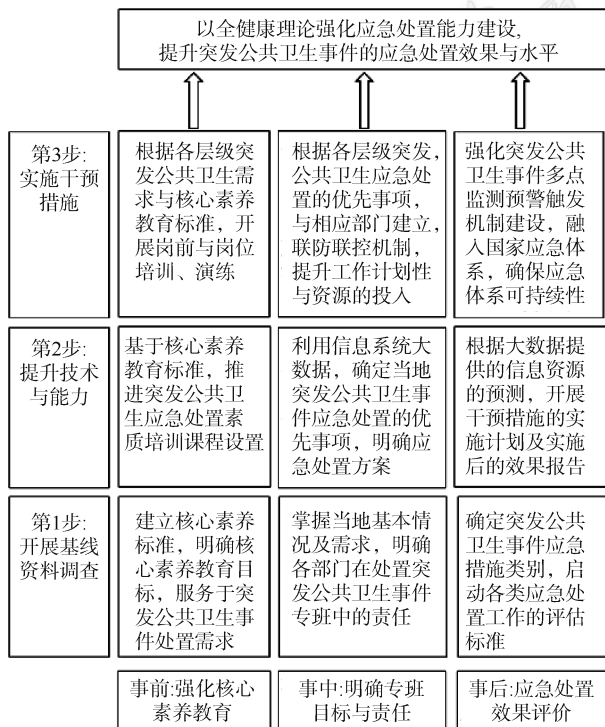 以全健康理论强化应急处置能力建设,
提升突发公共卫生事件的应急处置效果与水平
第3步:
实施干预
措施
根据各层级突
发公共卫生需
求与核心素养
教育标准，开
展岗前与岗位
培训、演练
根据各层级突发,
公共卫生应急处
置的优先事项,
与相应部门建立,
联防联控机制,
提升工作计划性
与资源的投入
强化突发公共
卫生事件多点
监测预警触发
机制建设，融
入国家应急体
系，确保应急
体系可持续性
第2步:
提升技术
与能力
基于核心素养
教育标准，推
进突发公共卫
生应急处置素
质培训课程设置
利用信息系统大
数据，确定当地
突发公共卫生事
件应急处置的优
先事项，明确应
急处置方案
根据大数据提
供的信息资源
的预测，开展
干预措施的实
施计划及实施
后的效果报告
第1步:
开展基线
资料调查
建立核心素养
标准，明确核
心素养教育目
标，服务于突
发公共卫生事
件处置需求
掌握当地基本情
况及需求，明确
各部门在处置突
发公共卫生事件
专班中的责任
确定突发公共
卫生事件应急
措施类别，启
动各类应急处
置工作的评估
标准
事前:强化核心
素养教育
事中:明确专班
目标与责任
事后:应急处置
效果评价